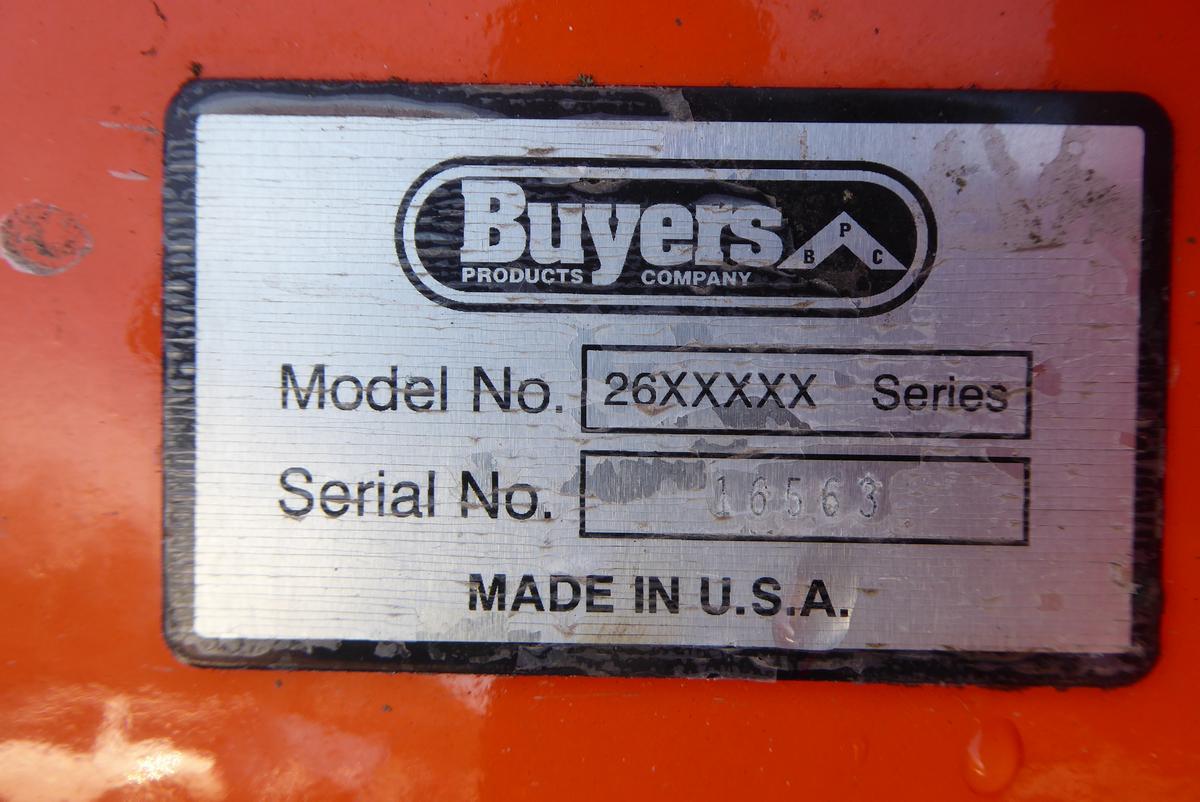 Buyers
PRODUCTS COMPANY
B P C
Model No. 26XXXXX Series
Serial No. 16563
MADE IN U.S.A.